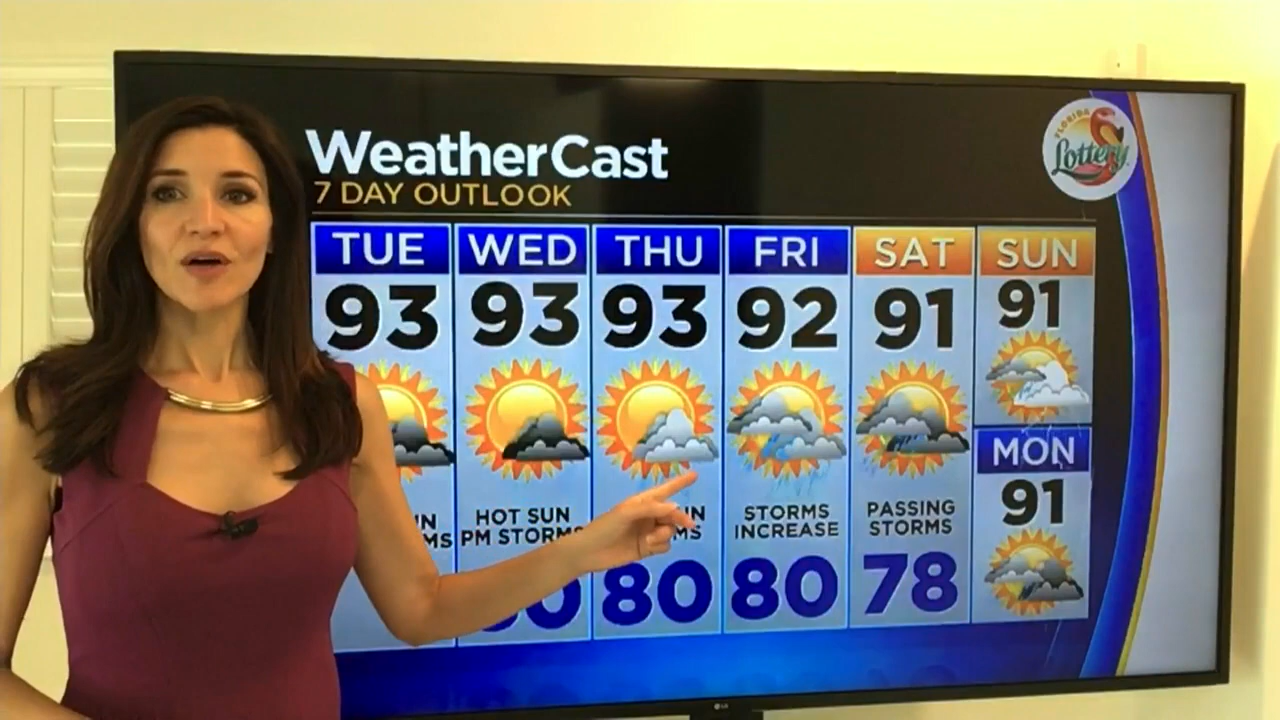 WeatherCast
7 DAY OUTLOOK
FLORIDA
Lottery
TUE
WED
THU
FRI
SAT
SUN
93
93
93
92
91
91
MON
91
HOT SUN
PM STORMS
STORMS
INCREASE
PASSING
STORMS
80
80
78
LG